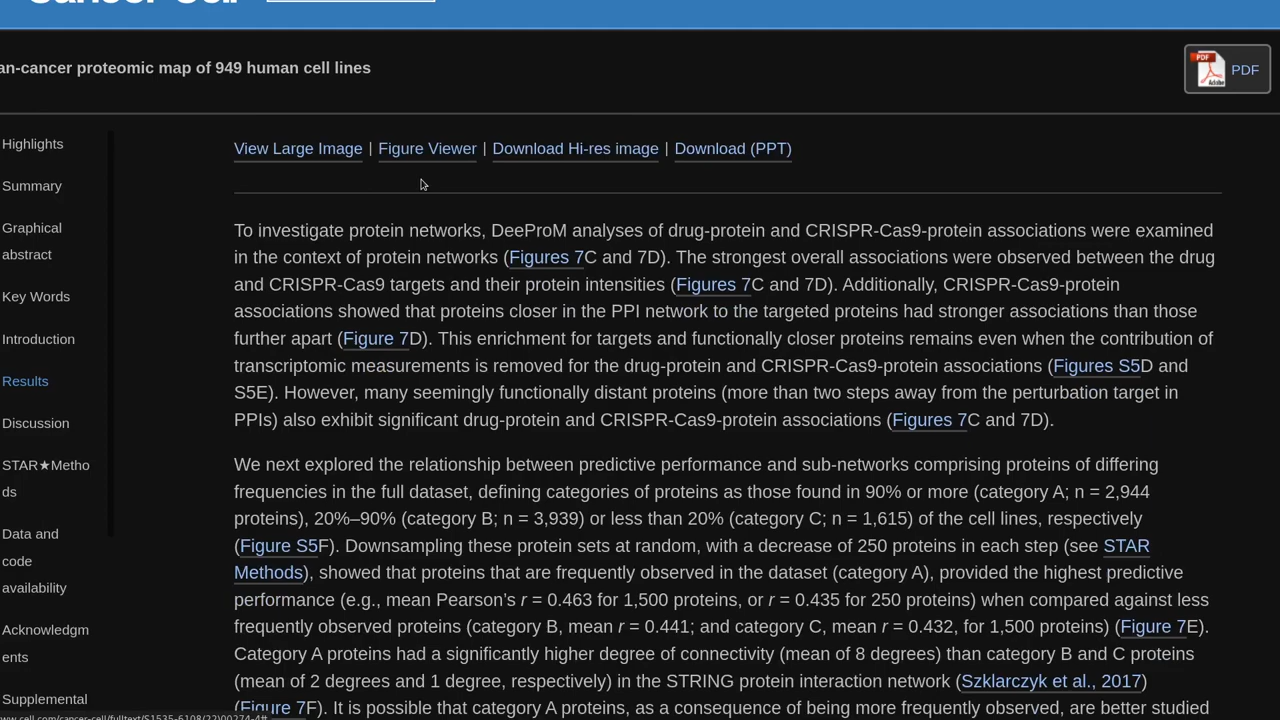 Cancer Cell
an-cancer proteomic map of 949 human cell lines
PDF
PDF
Adobe
Highlights
Summary
Graphical
abstract
Key Words
Introduction
Results
Discussion
STAR★Metho
ds
Data and
code
availability
Acknowledgm
ents
Supplemental
View Large Image | Figure Viewer | Download Hi-res image | Download (PPT)
To investigate protein networks, DeeProM analyses of drug-protein and CRISPR-Cas9-protein associations were examined
in the context of protein networks (Figures 7C and 7D). The strongest overall associations were observed between the drug
and CRISPR-Cas9 targets and their protein intensities (Figures 7C and 7D). Additionally, CRISPR-Cas9-protein
associations showed that proteins closer in the PPI network to the targeted proteins had stronger associations than those
further apart (Figure 7D). This enrichment for targets and functionally closer proteins remains even when the contribution of
transcriptomic measurements is removed for the drug-protein and CRISPR-Cas9-protein associations (Figures S5D and
S5E). However, many seemingly functionally distant proteins (more than two steps away from the perturbation target in
PPIs) also exhibit significant drug-protein and CRISPR-Cas9-protein associations (Figures 7C and 7D).
We next explored the relationship between predictive performance and sub-networks comprising proteins of differing
frequencies in the full dataset, defining categories of proteins as those found in 90% or more (category A; n = 2,944
proteins), 20%–90% (category B; n = 3,939) or less than 20% (category C; n = 1,615) of the cell lines, respectively
(Figure S5F). Downsampling these protein sets at random, with a decrease of 250 proteins in each step (see STAR
Methods), showed that proteins that are frequently observed in the dataset (category A), provided the highest predictive
performance (e.g., mean Pearson's r = 0.463 for 1,500 proteins, or r = 0.435 for 250 proteins) when compared against less
frequently observed proteins (category B, mean r = 0.441; and category C, mean r = 0.432, for 1,500 proteins) (Figure 7E).
Category A proteins had a significantly higher degree of connectivity (mean of 8 degrees) than category B and C proteins
(mean of 2 degrees and 1 degree, respectively) in the STRING protein interaction network (Szklarczyk et al., 2017)
(Figure 7F). It is possible that category A proteins, as a consequence of being more frequently observed, are better studied
ww.cell.com/cancer-cell/fulltext/S1535-6108(22)00274-4#